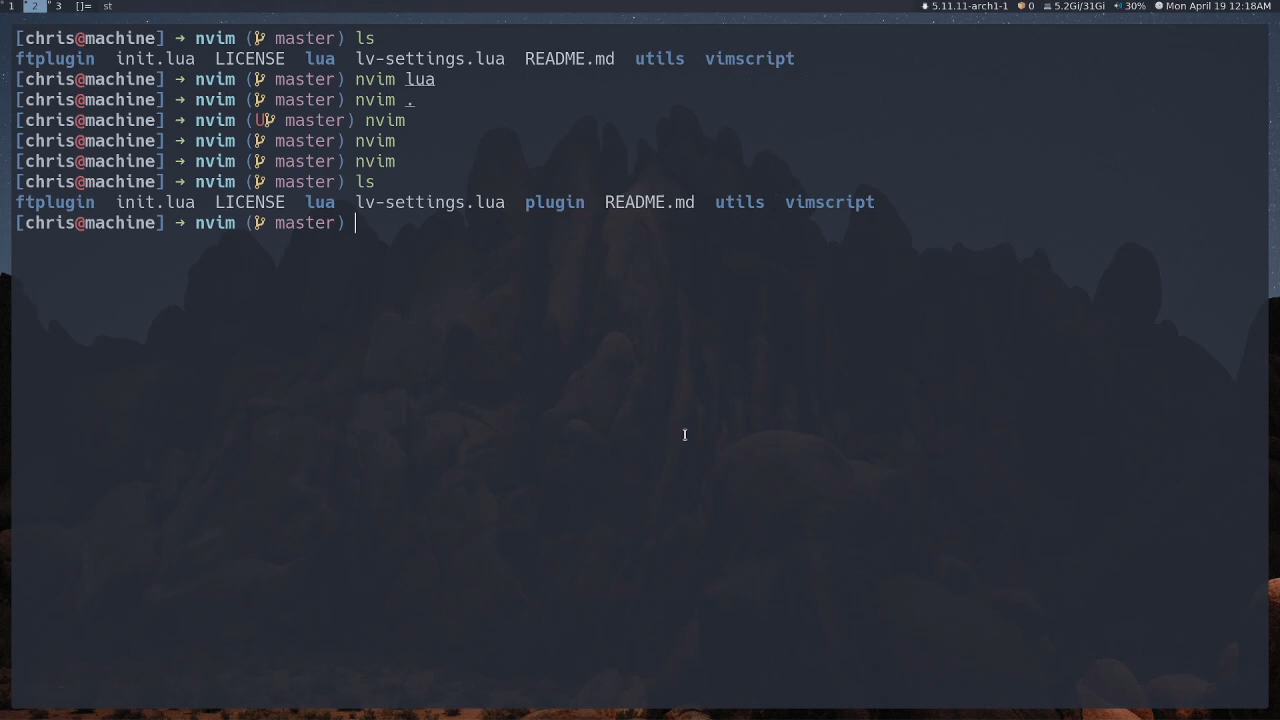 1 2 3 []= st 5.11.11-arch1-1 0 5.2Gi/31Gi 30% Mon April 19 12:18AM
[chris@machine] → nvim ( master) ls
ftplugin init.lua LICENSE lua lv-settings.lua README.md utils vimscript
[chris@machine] → nvim ( master) nvim lua
[chris@machine] → nvim ( master) nvim .
[chris@machine] → nvim (U master) nvim
[chris@machine] → nvim ( master) nvim
[chris@machine] → nvim ( master) nvim
[chris@machine] → nvim ( master) ls
ftplugin init.lua LICENSE lua lv-settings.lua plugin README.md utils vimscript
[chris@machine] → nvim ( master)